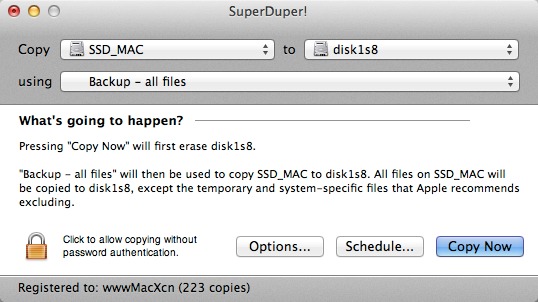 SuperDuper!
Copy SSD_MAC to disk1s8
using Backup - all files
What's going to happen?
Pressing "Copy Now" will first erase disk1s8.
"Backup - all files" will then be used to copy SSD_MAC to disk1s8. All files on SSD_MAC will
be copied to disk1s8, except the temporary and system-specific files that Apple recommends
excluding.
Click to allow copying without
password authentication.
Options... Schedule... Copy Now
Registered to: wwwMacXcn (223 copies)